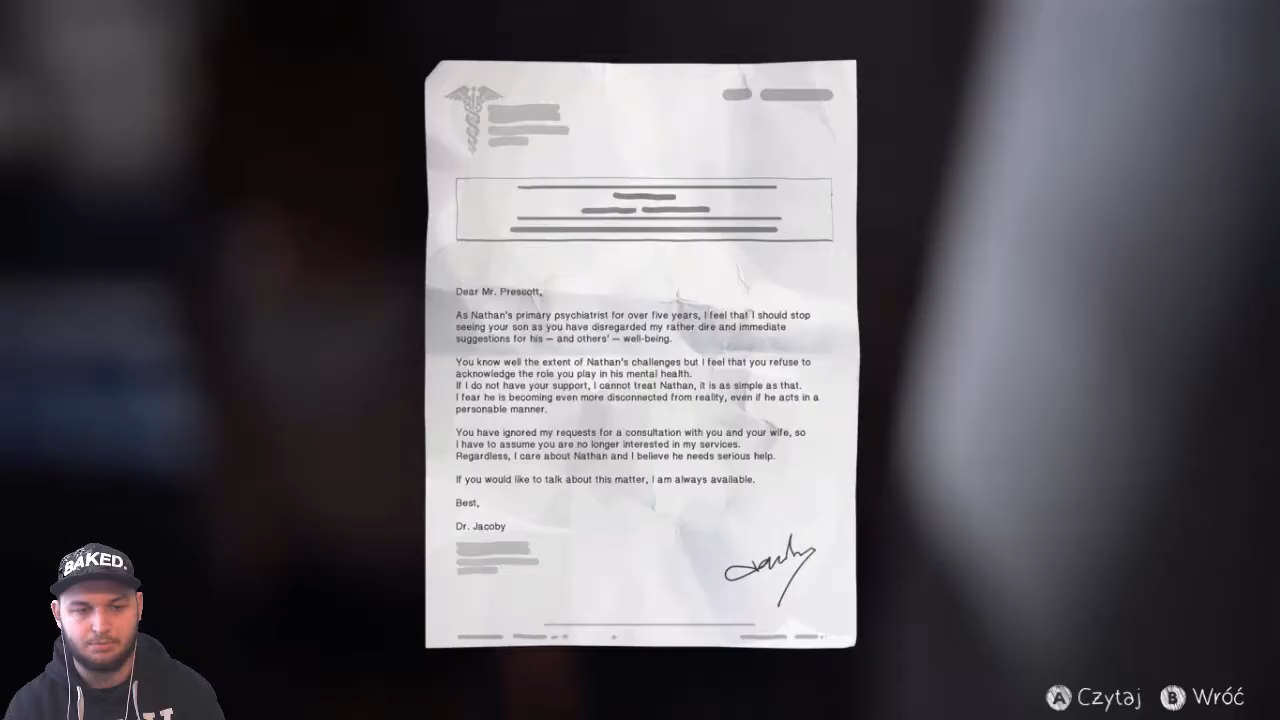 Dear Mr. Prescott,
As Nathan's primary psychiatrist for over five years, I feel that I should stop
seeing your son as you have disregarded my rather dire and immediate
suggestions for his — and others' — well-being.
You know well the extent of Nathan's challenges but I feel that you refuse to
acknowledge the role you play in his mental health.
If I do not have your support, I cannot treat Nathan, it is as simple as that.
I fear he is becoming even more disconnected from reality, even if he acts in a
personable manner.
You have ignored my requests for a consultation with you and your wife, so
I have to assume you are no longer interested in my services.
Regardless, I care about Nathan and I believe he needs serious help.
If you would like to talk about this matter, I am always available.
Best,
Dr. Jacoby
BAKED.
A Czytaj B Wróć